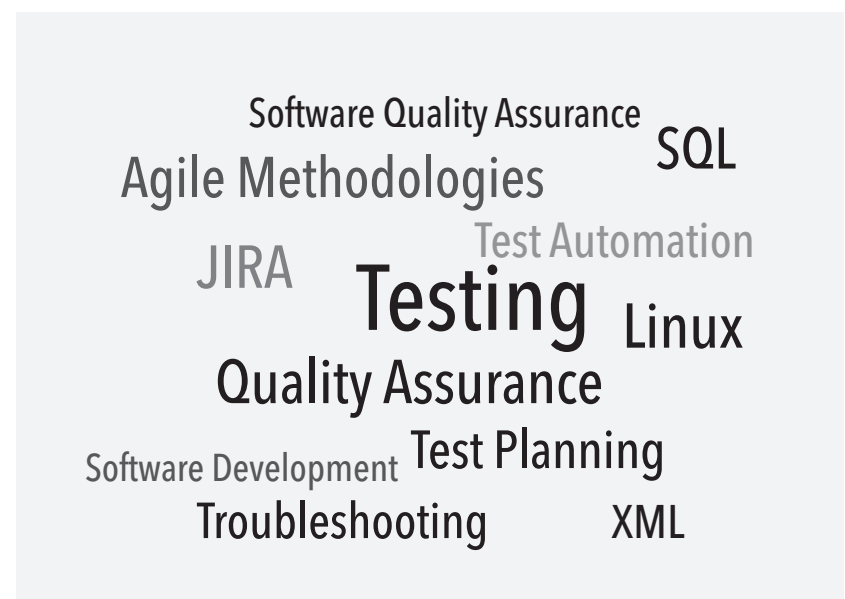 Software Quality Assurance
SQL
Agile Methodologies
Test Automation
JIRA
Testing
Linux
Quality Assurance
Test Planning
Software Development
Troubleshooting
XML